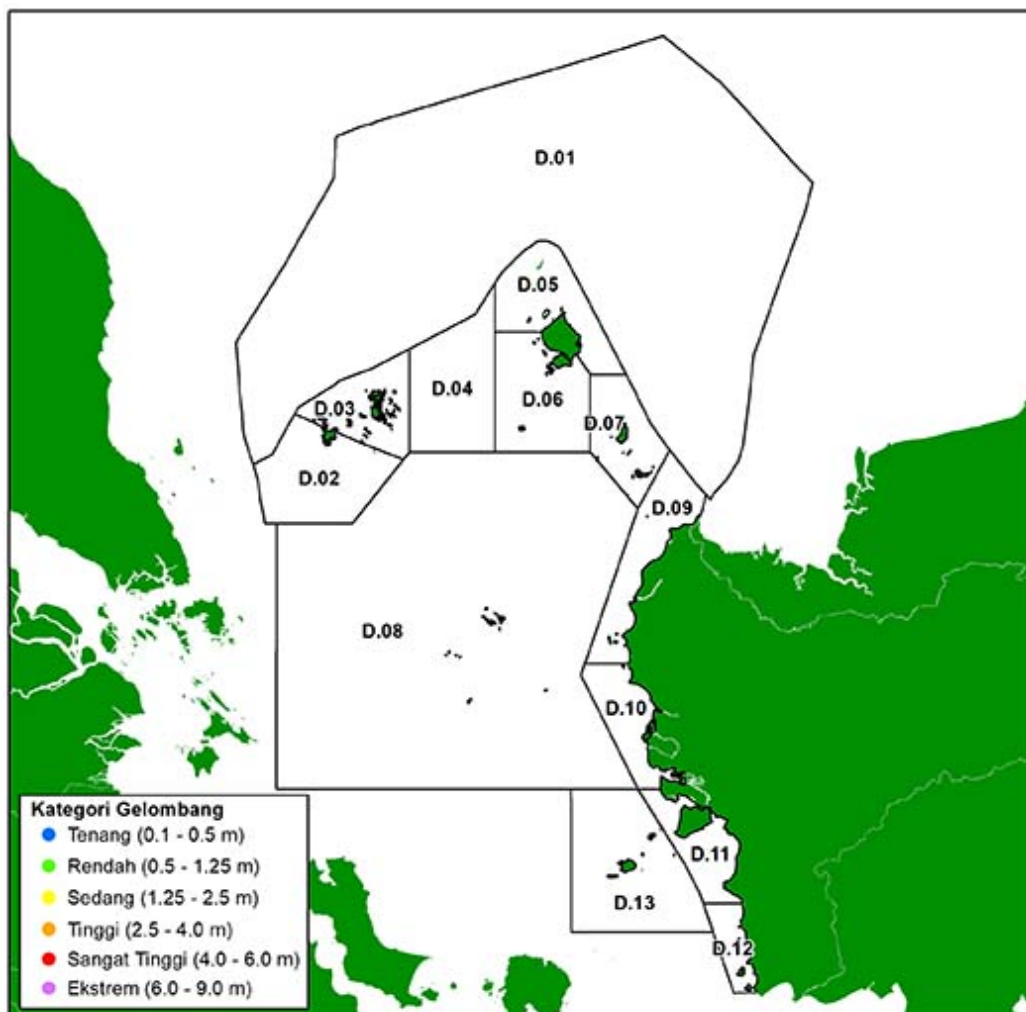 D.01
D.05
D.04
D.03
D.06
D.07
D.02
D.09
D.08
D.10
D.11
D.13
D.12
Kategori Gelombang
Tenang (0.1 - 0.5 m)
Rendah (0.5 - 1.25 m)
Sedang (1.25 - 2.5 m)
Tinggi (2.5 - 4.0 m)
Sangat Tinggi (4.0 - 6.0 m)
Ekstrem (6.0 - 9.0 m)